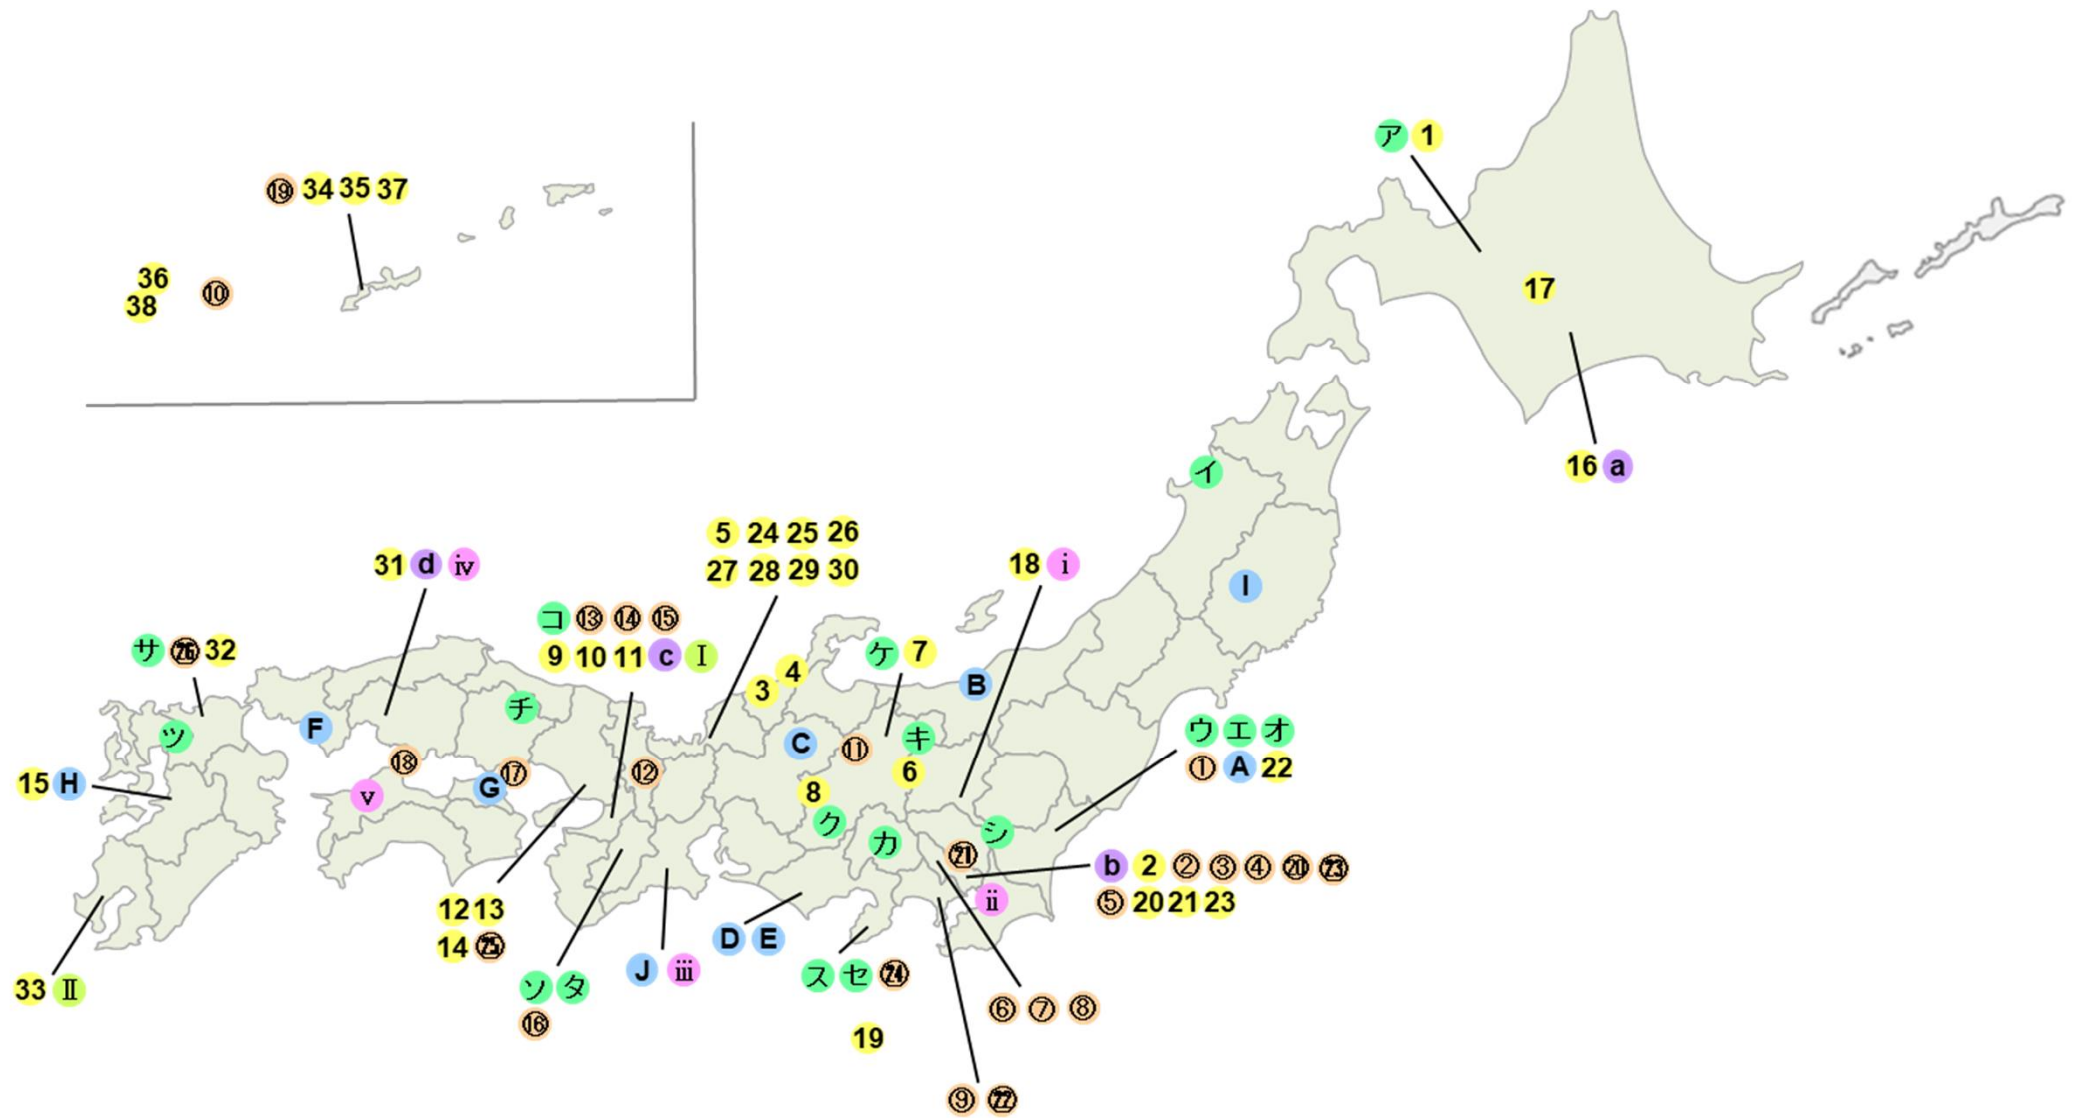 ア 1
⑲ 34 35 37
36
38
⑩
17
16 a
イ
5 24 25 26
27 28 29 30
31 d ⅳ
18 ⅰ
I
コ ⑬ ⑭ ⑮
9 10 11 c Ⅰ
サ ㉖ 32
ケ 7
4
3
B
チ
F
ツ
C
⑪
キ
ウ エ オ
① A 22
⑱
⑰
⑫
6
15 H
G
ⅴ
8
ク
カ
シ
㉑
b 2 ② ③ ④ ⑳ ㉓
⑤ 20 21 23
ⅱ
12 13
14 ㉕
D E
J ⅲ
ス セ ㉔
33 Ⅱ
ソ タ
⑯
⑥ ⑦ ⑧
19
⑨ ㉒